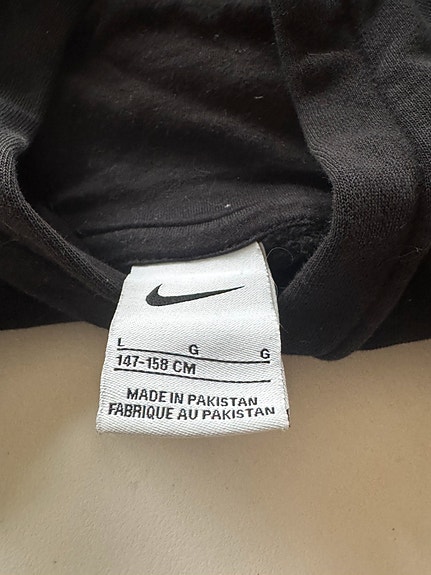 L G G
147-158 CM
MADE IN PAKISTAN
FABRIQUE AU PAKISTAN